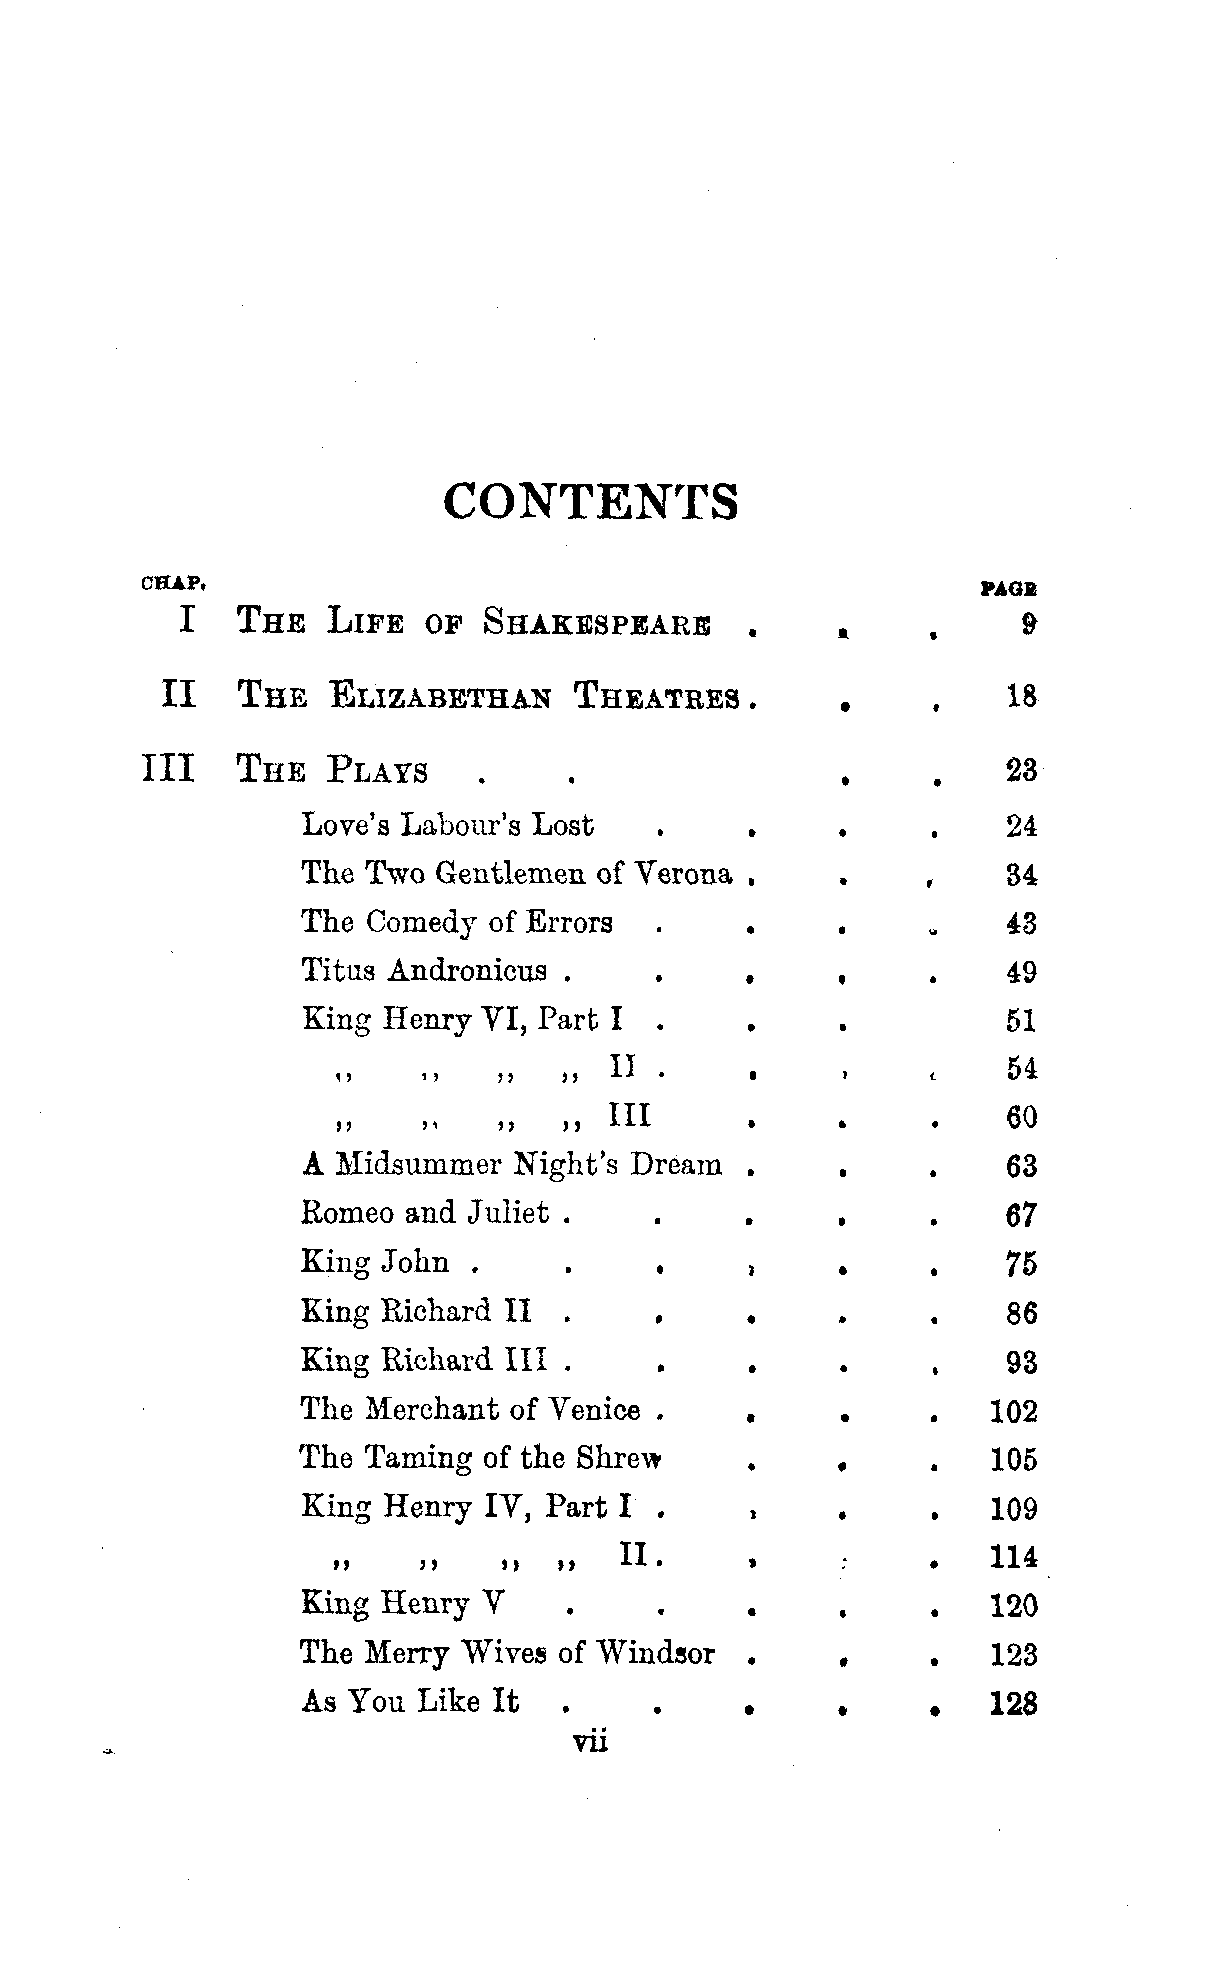 CONTENTS
CHAP. PAGE
I THE LIFE OF SHAKESPEARE . . . 9
II THE ELIZABETHAN THEATRES . . . 18
III THE PLAYS . . . . 23
Love's Labour's Lost . . . . 24
The Two Gentlemen of Verona . . . 34
The Comedy of Errors . . . . 43
Titus Andronicus . . . . . 49
King Henry VI, Part I . . . 51
,, ,, ,, ,, II . . . . 54
,, ,, ,, ,, III . . . 60
A Midsummer Night's Dream . . . 63
Romeo and Juliet . . . . . 67
King John . . . . . . 75
King Richard II . . . . . 86
King Richard III . . . . . 93
The Merchant of Venice . . . . 102
The Taming of the Shrew . . . 105
King Henry IV, Part I . . . . 109
,, ,, ,, ,, II . . . . 114
King Henry V . . . . . 120
The Merry Wives of Windsor . . . 123
As You Like It . . . . . 128
vii